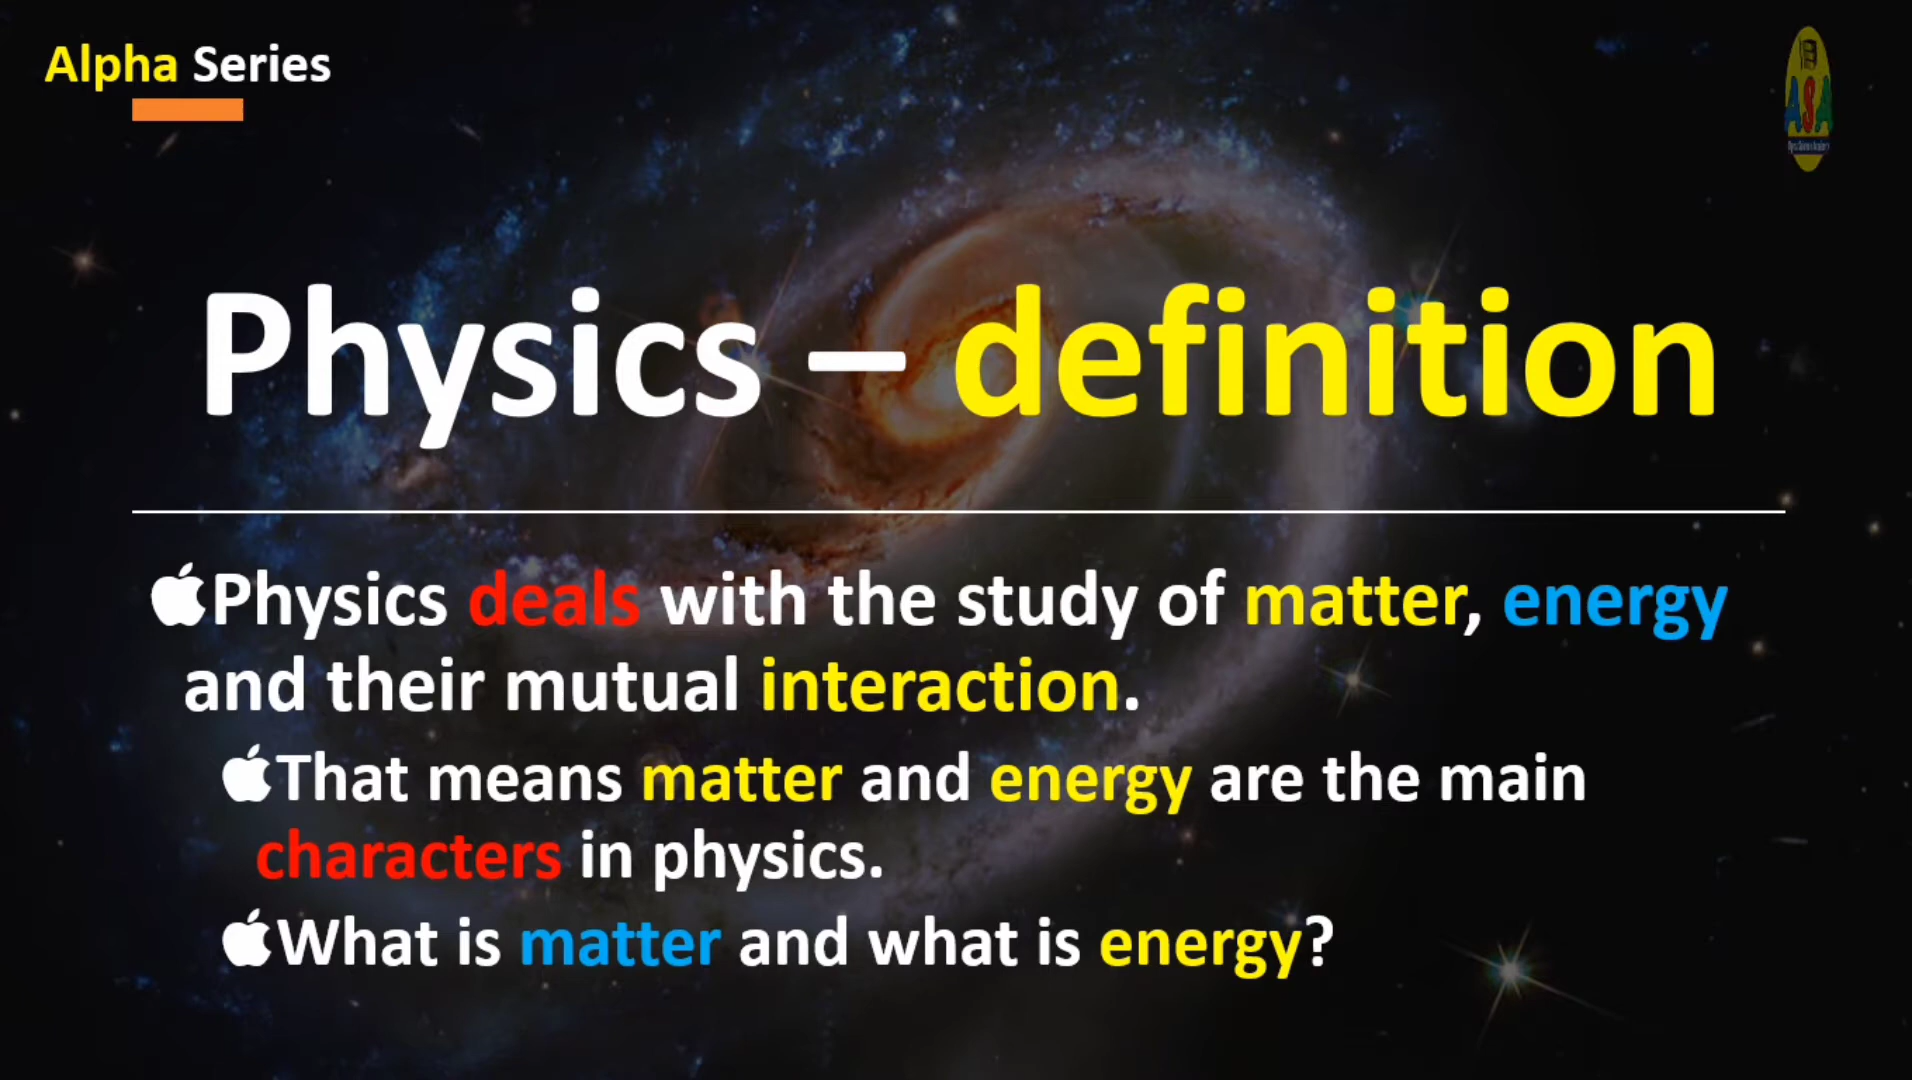 Alpha Series
ASA
Physics – definition
Physics deals with the study of matter, energy
and their mutual interaction.
That means matter and energy are the main
characters in physics.
What is matter and what is energy?